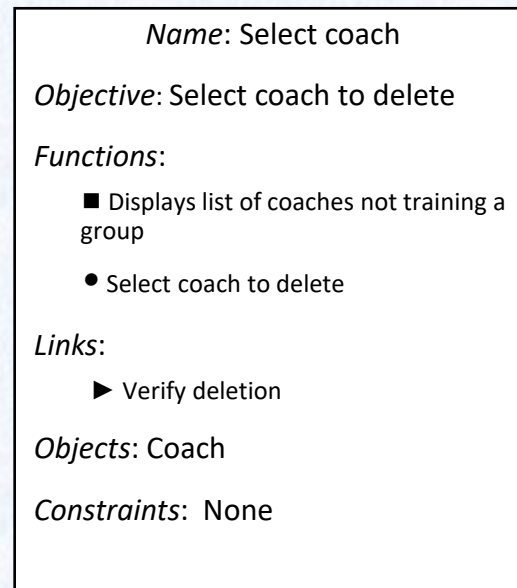 Name: Select coach
Objective: Select coach to delete
Functions:
■ Displays list of coaches not training a
group
● Select coach to delete
Links:
► Verify deletion
Objects: Coach
Constraints: None